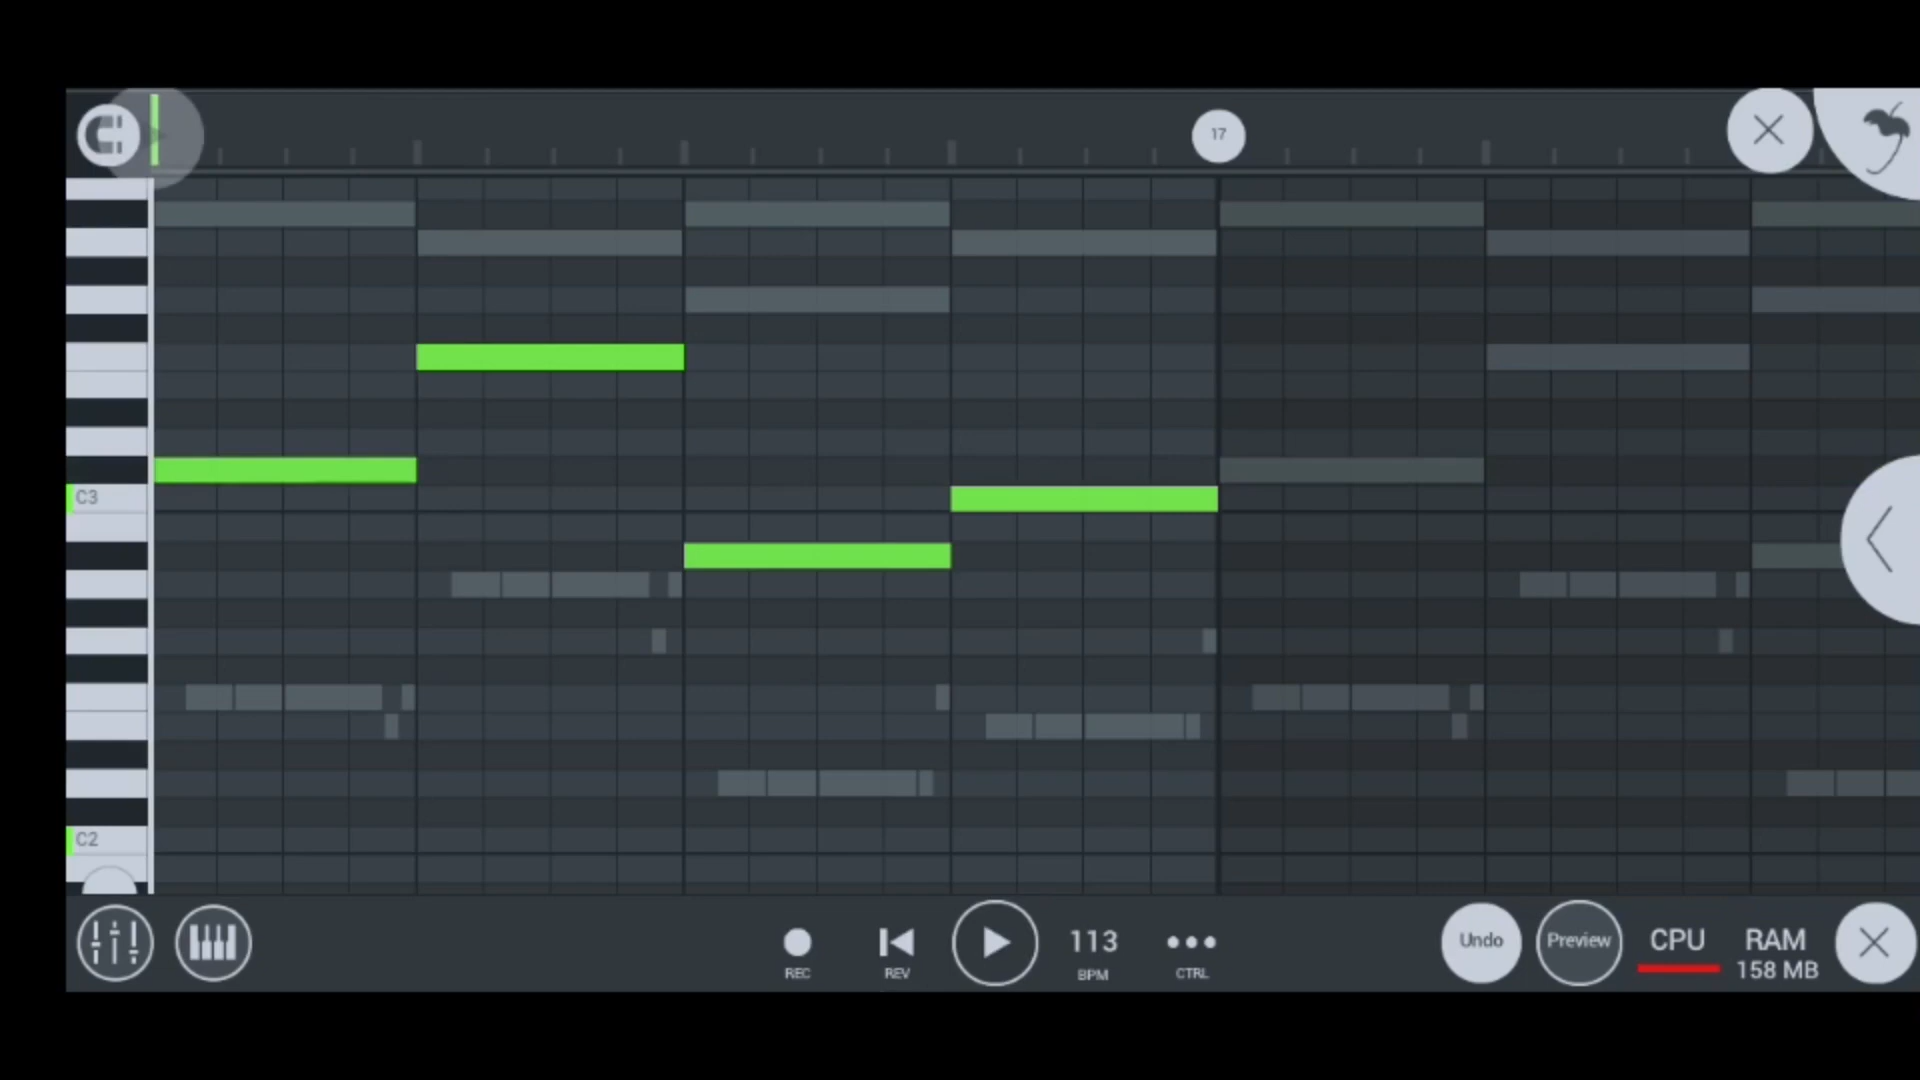 17
C3
C2
REC
REV
113
BPM
CTRL
Undo
Preview
CPU
RAM
158 MB